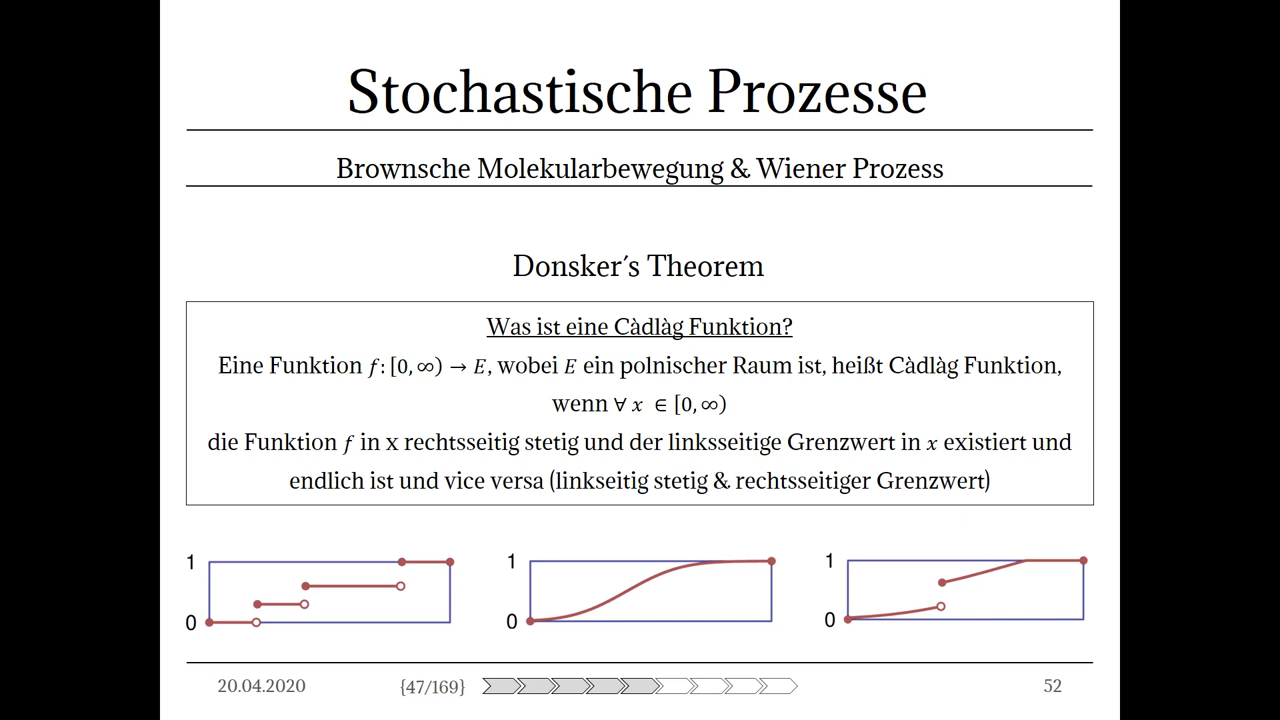 Stochastische Prozesse
Brownsche Molekularbewegung & Wiener Prozess
Donsker´s Theorem
Was ist eine Càdlàg Funktion?
Eine Funktion f: [0, ∞) → E, wobei E ein polnischer Raum ist, heißt Càdlàg Funktion,
wenn ∀ x ∈ [0, ∞)
die Funktion f in x rechtsseitig stetig und der linksseitige Grenzwert in x existiert und
endlich ist und vice versa (linkseitig stetig & rechtsseitiger Grenzwert)
1
0
1
0
1
0
20.04.2020 {47/169} 52